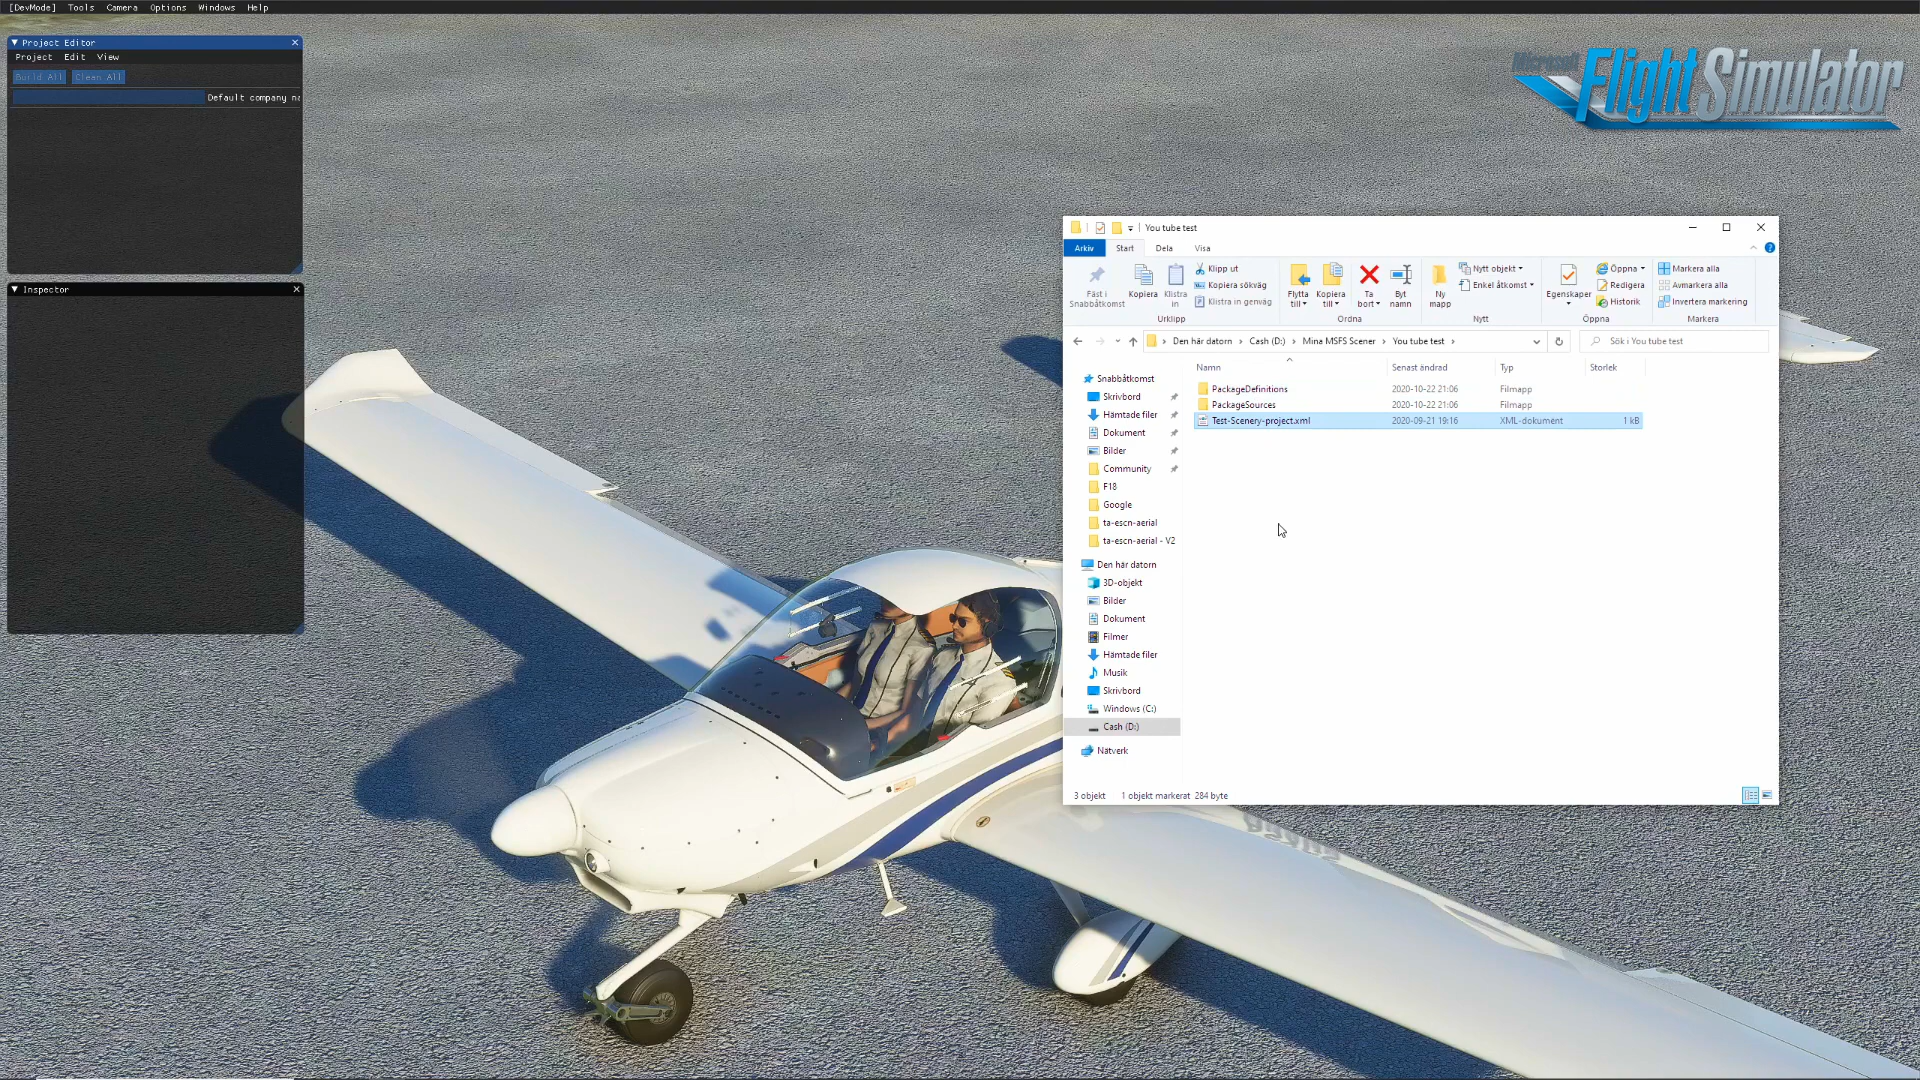 [DevMode] Tools Camera Options Windows Help
Project Editor
Project Edit View
Build All Clean All
Default company na
Inspector
Microsoft
Flight Simulator
You tube test
Arkiv Start Dela Visa
Fäst i Snabbåtkomst
Kopiera
Klistra in
Klipp ut
Kopiera sökväg
Klistra in genväg
Urklipp
Flytta till
Kopiera till
Ta bort
Byt namn
Ordna
Ny mapp
Nytt objekt
Enkel åtkomst
Nytt
Egenskaper
Öppna
Redigera
Historik
Öppna
Markera alla
Avmarkera alla
Invertera markering
Markera
Den här datorn Cash (D:) Mina MSFS Scener You tube test
Sök i You tube test
Namn Senast ändrad Typ Storlek
PackageDefinitions 2020-10-22 21:06 Filmapp
PackageSources 2020-10-22 21:06 Filmapp
Test-Scenery-project.xml 2020-09-21 19:16 XML-dokument 1 kB
Snabbåtkomst
Skrivbord
Hämtade filer
Dokument
Bilder
Community
F18
Google
ta-escn-aerial
ta-escn-aerial - V2
Den här datorn
3D-objekt
Bilder
Dokument
Filmer
Hämtade filer
Musik
Skrivbord
Windows (C:)
Cash (D:)
Nätverk
3 objekt 1 objekt markerat 284 byte